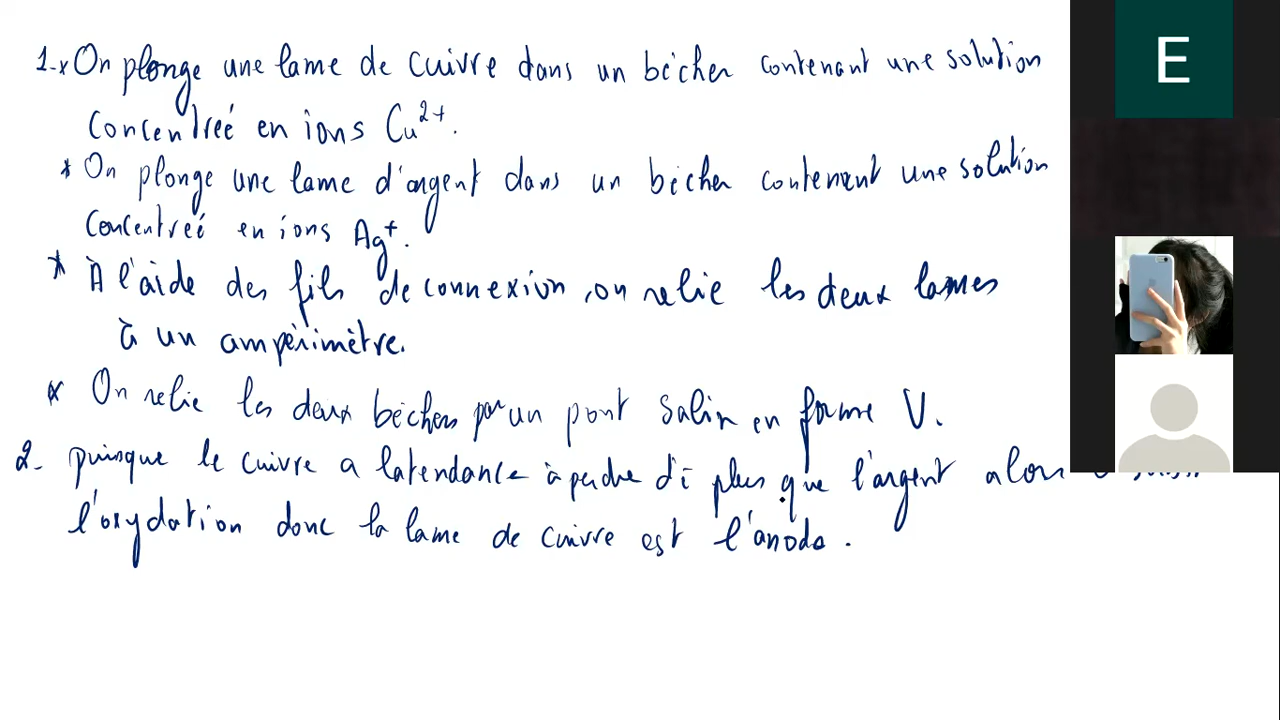 1-x On plonge une lame de cuivre dans un bécher contenant une solution
Concentreé en ions Cu²⁺.
* On plonge une lame d'argent dans un bécher contenant une solution
Concentreé en ions Ag⁺.
* À l'aide des fils de connexion, on relie les deux lames
à un ampèrimètre.
* On relie les deux béchers par un pont salin en forme V.
2- puisque le cuivre a la tendance à perdre d'é plus que l'argent alors
l'oxydation donc la lame de cuivre est l'anode.
E